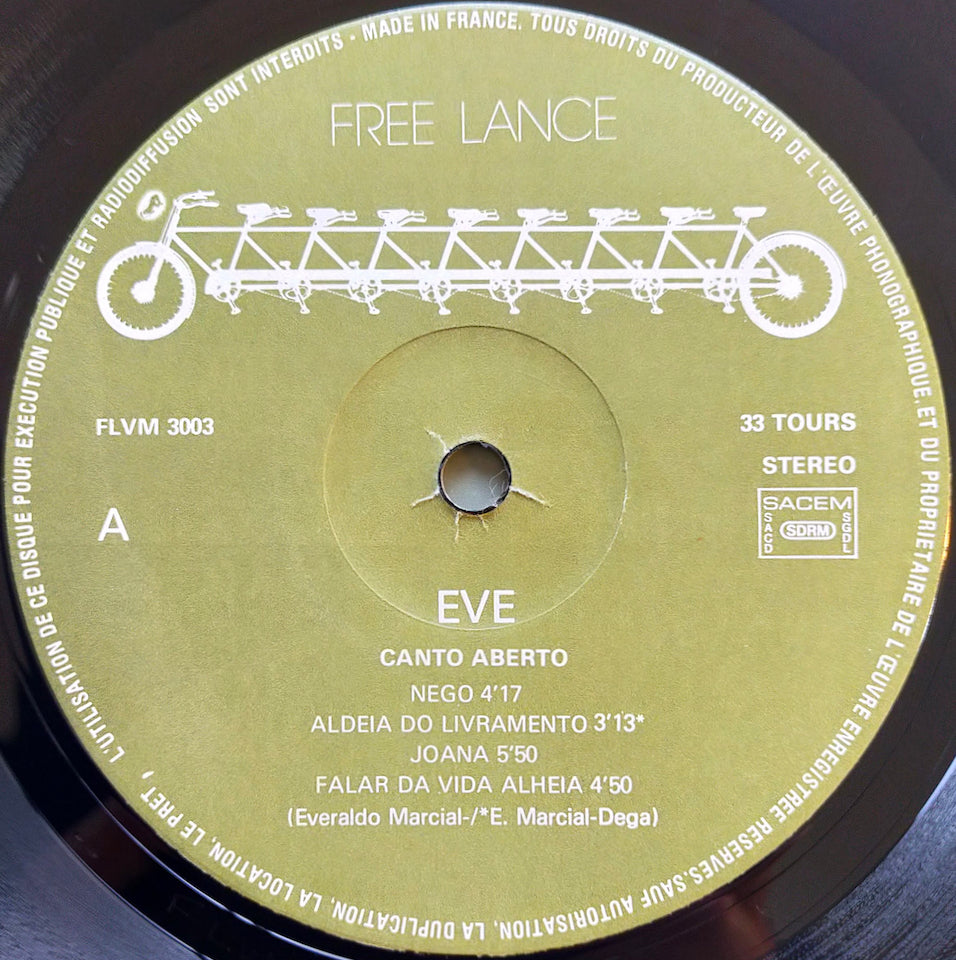 FREE LANCE
FLVM 3003
33 TOURS
STEREO
SACEM
SACD
SDRM
SGDL
A
EVE
CANTO ABERTO
NEGO 4'17
ALDEIA DO LIVRAMENTO 3'13*
JOANA 5'50
FALAR DA VIDA ALHEIA 4'50
(Everaldo Marcial-/*E. Marcial-Dega)
MADE IN FRANCE. TOUS DROITS DU PRODUCTEUR DE L'ŒUVRE PHONOGRAPHIQUE, ET DU PROPRIETAIRE DE L'ŒUVRE ENREGISTREE RESERVES.SAUF AUTORISATION, LA DUPLICATION, LA LOCATION, LE PRET, L'UTILISATION DE CE DISQUE POUR EXECUTION PUBLIQUE ET RADIODIFFUSION SONT INTERDITS -